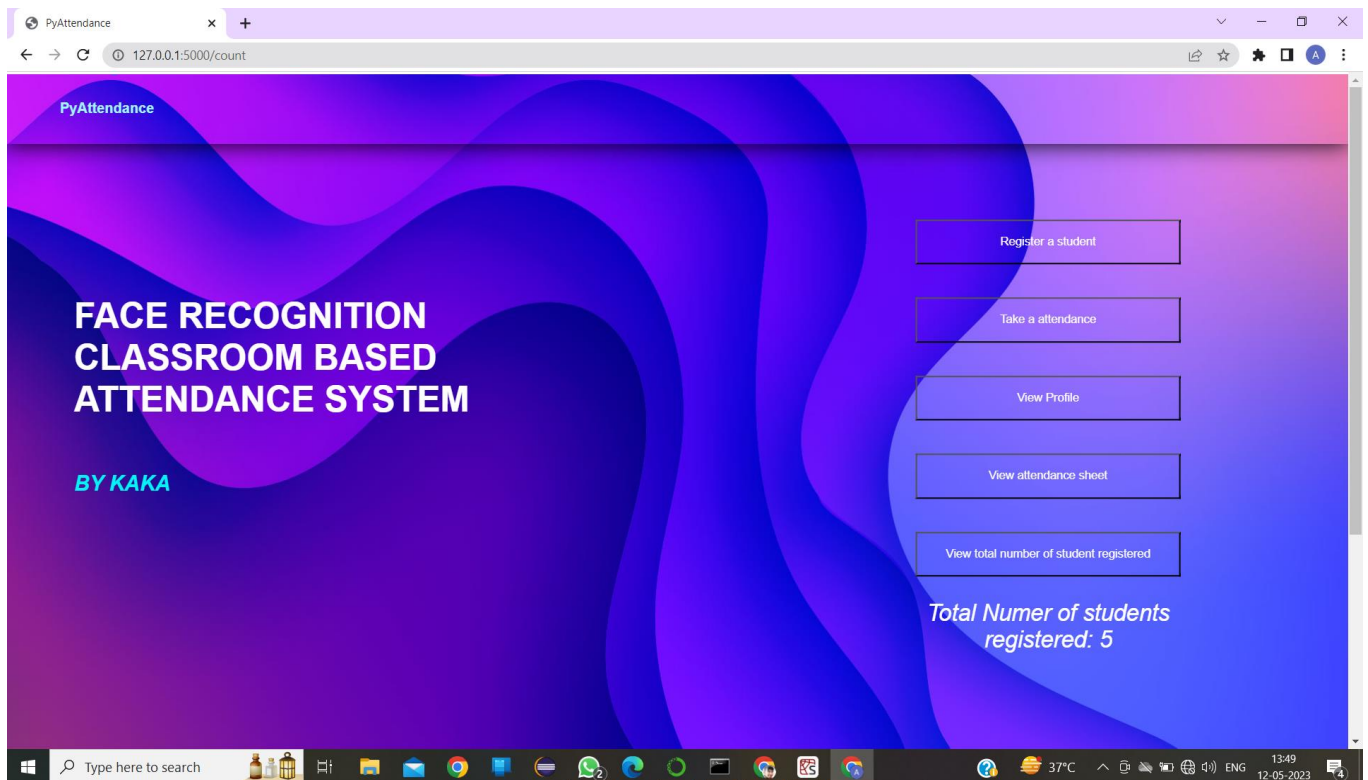 PyAttendance
127.0.0.1:5000/count
A
PyAttendance
FACE RECOGNITION
CLASSROOM BASED
ATTENDANCE SYSTEM
BY KAKA
Register a student
Take a attendance
View Profile
View attendance sheet
View total number of student registered
Total Numer of students
registered: 5
Type here to search
2
37°C
ENG
13:49
12-05-2023
4